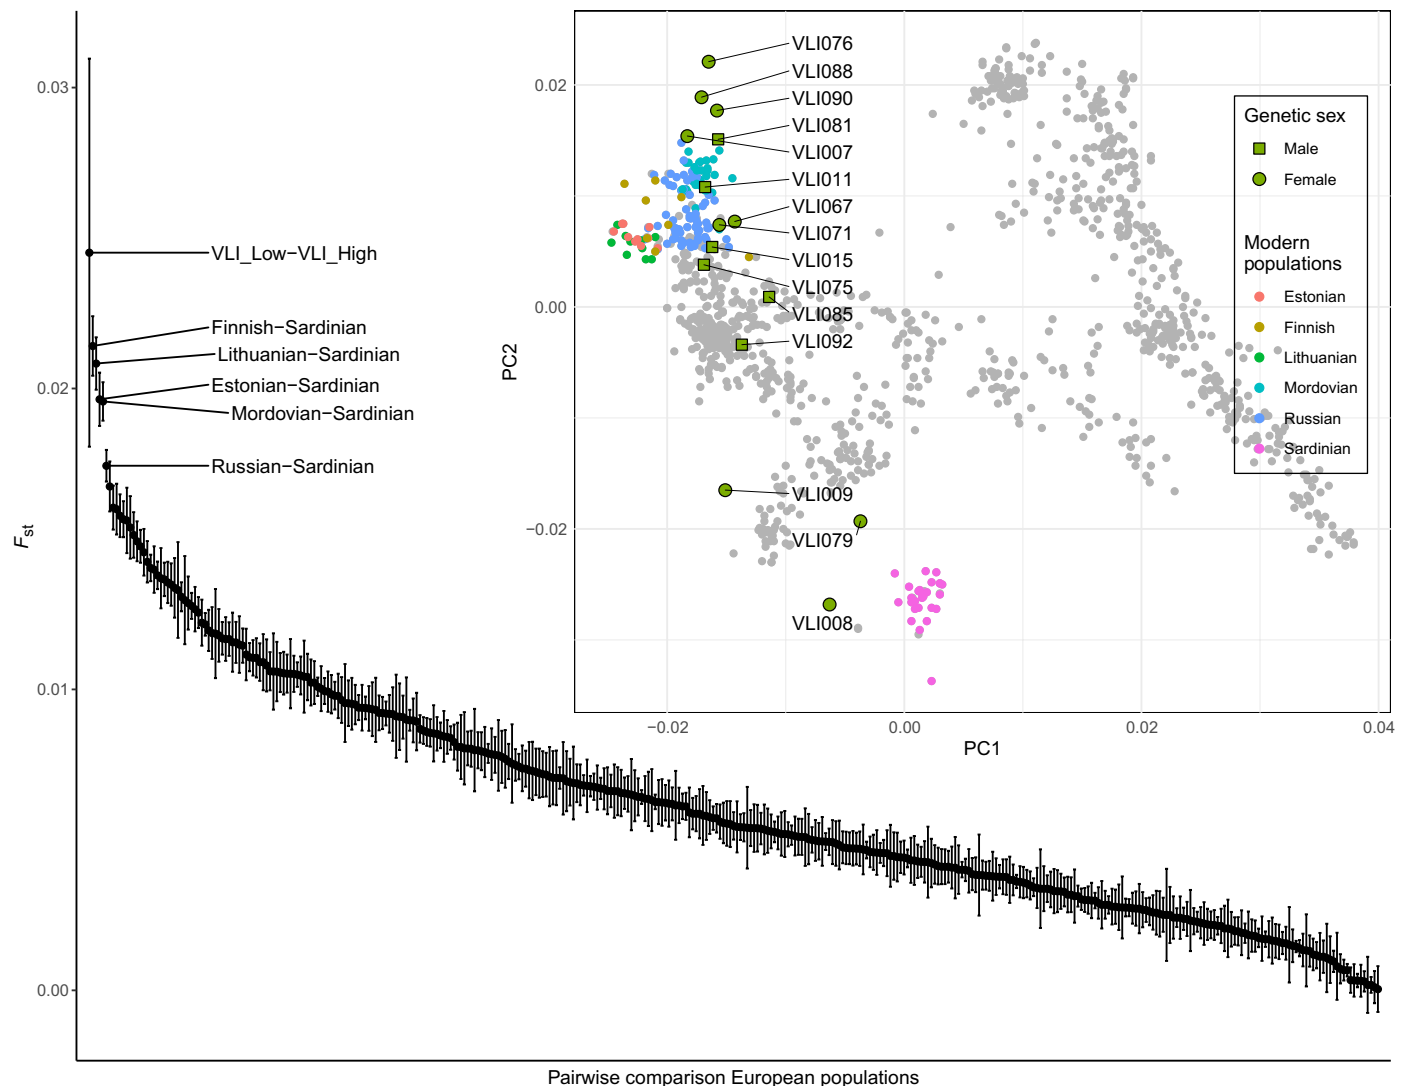 0.03
0.02
0.01
0.00
Fst
VLI_Low−VLI_High
Finnish−Sardinian
Lithuanian−Sardinian
Estonian−Sardinian
Mordovian−Sardinian
Russian−Sardinian
Pairwise comparison European populations
0.02
0.00
−0.02
PC2
−0.02
0.00
0.02
0.04
PC1
VLI076
VLI088
VLI090
VLI081
VLI007
VLI011
VLI067
VLI071
VLI015
VLI075
VLI085
VLI092
VLI009
VLI079
VLI008
Genetic sex
Male
Female
Modern
populations
Estonian
Finnish
Lithuanian
Mordovian
Russian
Sardinian